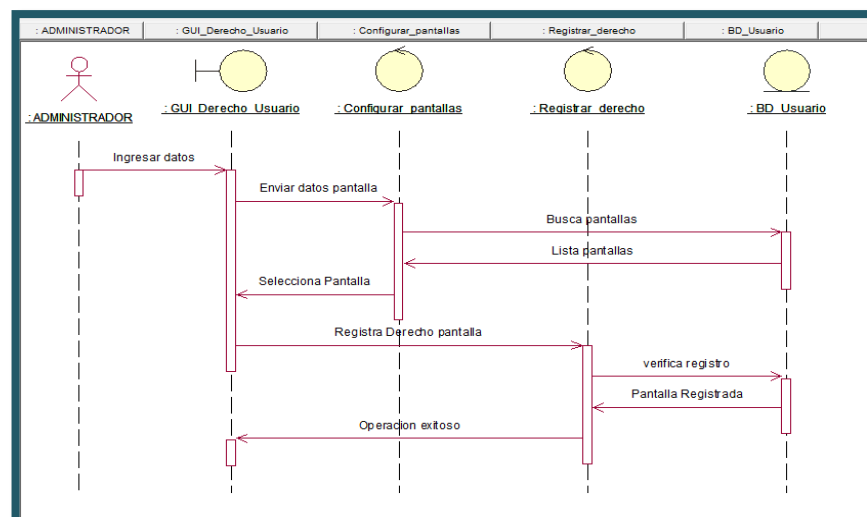 : ADMINISTRADOR
: GUI_Derecho_Usuario
: Configurar_pantallas
: Registrar_derecho
: BD_Usuario
: ADMINISTRADOR
: GUI_Derecho_Usuario
: Configurar_pantallas
: Registrar_derecho
: BD_Usuario
Ingresar datos
Enviar datos pantalla
Busca pantallas
Lista pantallas
Selecciona Pantalla
Registra Derecho pantalla
verifica registro
Pantalla Registrada
Operacion exitoso